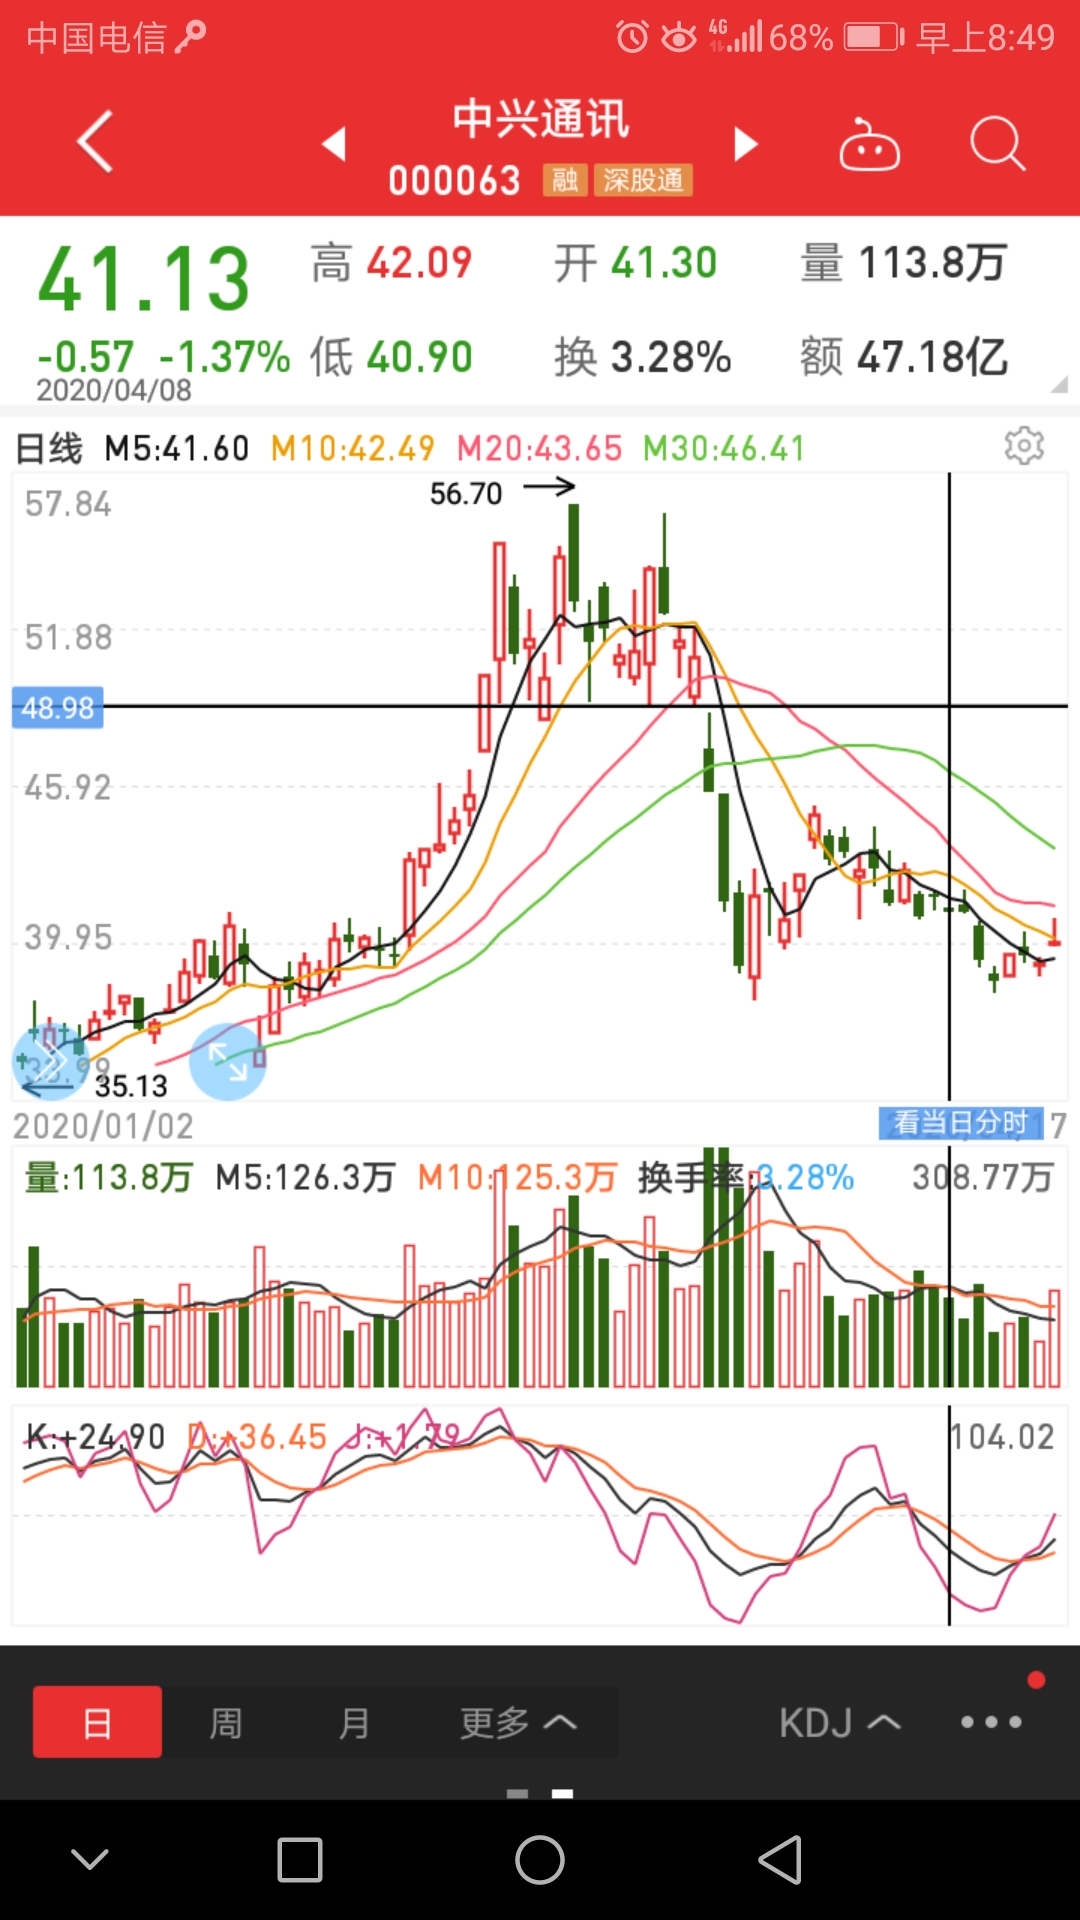 中国电信 4G 68% 早上8:49
中兴通讯
000063 融 深股通
41.13 高 42.09 开 41.30 量 113.8万
-0.57 -1.37% 低 40.90 换 3.28% 额 47.18亿
2020/04/08
日线 M5:41.60 M10:42.49 M20:43.65 M30:46.41
57.84
56.70
51.88
48.98
45.92
39.95
33.99
35.13
2020/01/02 看当日分时 17
量:113.8万 M5:126.3万 M10:125.3万 换手率:3.28% 308.77万
K:+24.90 D:+36.45 J:+1.79 104.02
日 周 月 更多 KDJ